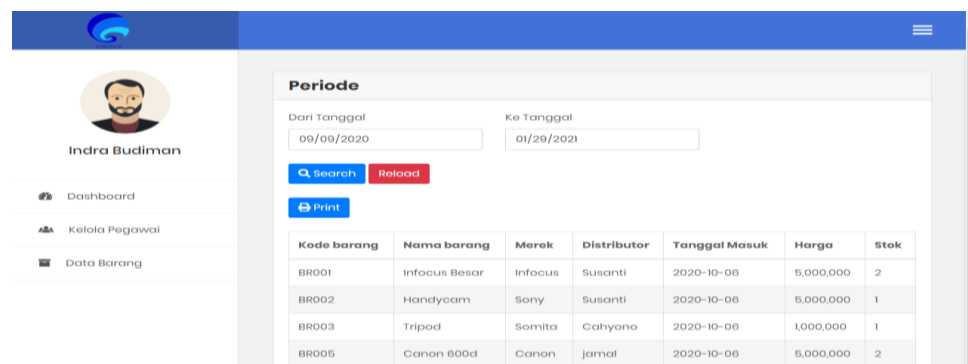 Indra Budiman
Dashboard
Kelola Pegawai
Data Barang
Periode
Dari Tanggal Ke Tanggal
09/09/2020 01/29/2021
Search Reload
Print
Kode barang Nama barang Merek Distributor Tanggal Masuk Harga Stok
BR001 Infocus Besar Infocus Susanti 2020-10-06 5,000,000 2
BR002 Handycam Sony Susanti 2020-10-06 5,000,000 1
BR003 Tripod Somita Cahyono 2020-10-06 1,000,000 1
BR005 Canon 600d Canon jamal 2020-10-06 5,000,000 2